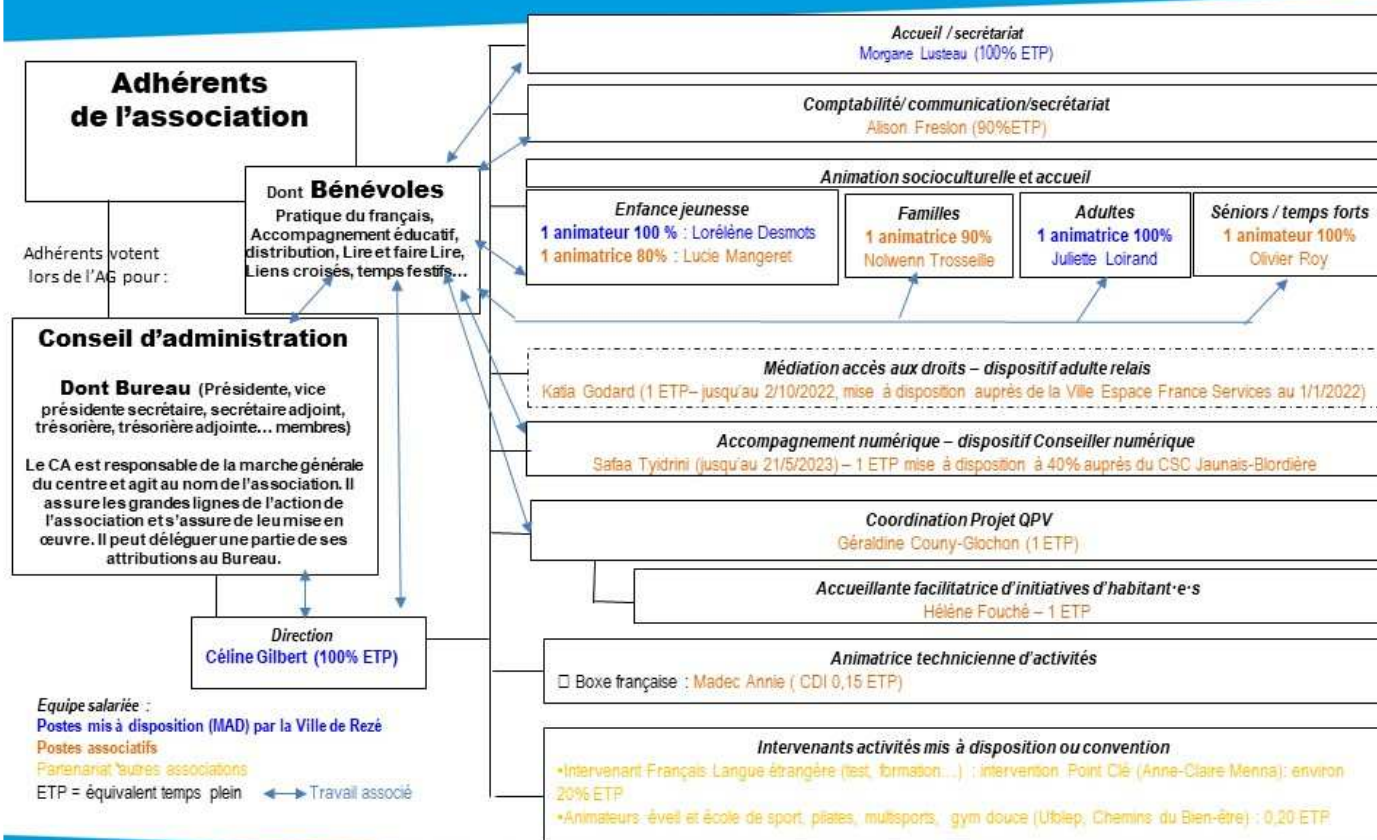 Adhérents
de l'association
Dont Bénévoles
Pratique du français,
Accompagnement éducatif,
distribution, Lire et faire Lire,
Liens croisés, temps festifs…
Adhérents votent
lors de l'AG pour :
Conseil d'administration
Dont Bureau (Présidente, vice
présidente secrétaire, secrétaire adjoint,
trésorière, trésorière adjointe… membres)
Le CA est responsable de la marche générale
du centre et agit au nom de l'association. Il
assure les grandes lignes de l'action de
l'association et s'assure de leu mise en
œuvre. Il peut déléguer une partie de ses
attributions au Bureau.
Direction
Céline Gilbert (100% ETP)
Equipe salariée :
Postes mis à disposition (MAD) par la Ville de Rezé
Postes associatifs
Partenariat autres associations
ETP = équivalent temps plein
Travail associé
Accueil / secrétariat
Morgane Lusteau (100% ETP)
Comptabilité/ communication/secrétariat
Alison Freslon (90%ETP)
Animation socioculturelle et accueil
Enfance jeunesse
1 animateur 100 % : Lorélène Desmots
1 animatrice 80% : Lucie Mangeret
Familles
1 animatrice 90%
Nolwenn Trosseille
Adultes
1 animatrice 100%
Juliette Loirand
Séniors / temps forts
1 animateur 100%
Olivier Roy
Médiation accès aux droits – dispositif adulte relais
Katia Godard (1 ETP– jusqu'au 2/10/2022, mise à disposition auprès de la Ville Espace France Services au 1/1/2022)
Accompagnement numérique – dispositif Conseiller numérique
Safaa Tyidrini (jusqu'au 21/5/2023) – 1 ETP mise à disposition à 40% auprès du CSC Jaunais-Blordière
Coordination Projet QPV
Géraldine Couny-Glochon (1 ETP)
Accueillante facilitatrice d'initiatives d'habitant·e·s
Hélène Fouché – 1 ETP
Animatrice technicienne d'activités
□ Boxe française : Madec Annie ( CDI 0,15 ETP)
Intervenants activités mis à disposition ou convention
•Intervenant Français Langue étrangère (test, formation…) : intervention Point Clé (Anne-Claire Menna): environ
20% ETP
•Animateurs éveil et école de sport, pilates, multisports, gym douce (Ufolep, Chemins du Bien-être) : 0,20 ETP